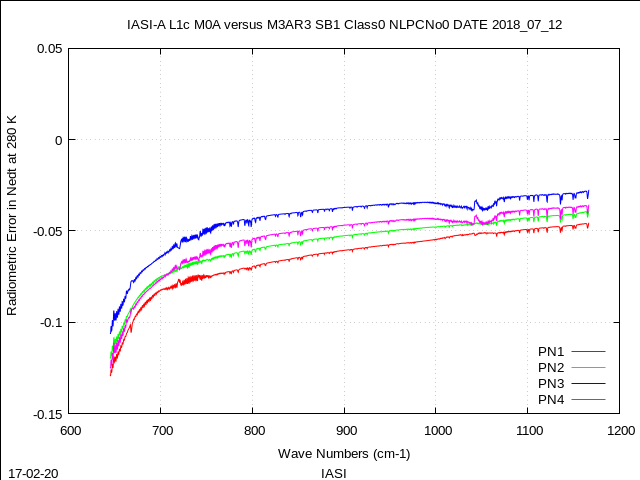 IASI-A L1c M0A versus M3AR3 SB1 Class0 NLPCNo0 DATE 2018_07_12
Radiometric Error in Nedt at 280 K
0.05
0
-0.05
-0.1
-0.15
600 700 800 900 1000 1100 1200
PN1
PN2
PN3
PN4
Wave Numbers (cm-1)
17-02-20
IASI